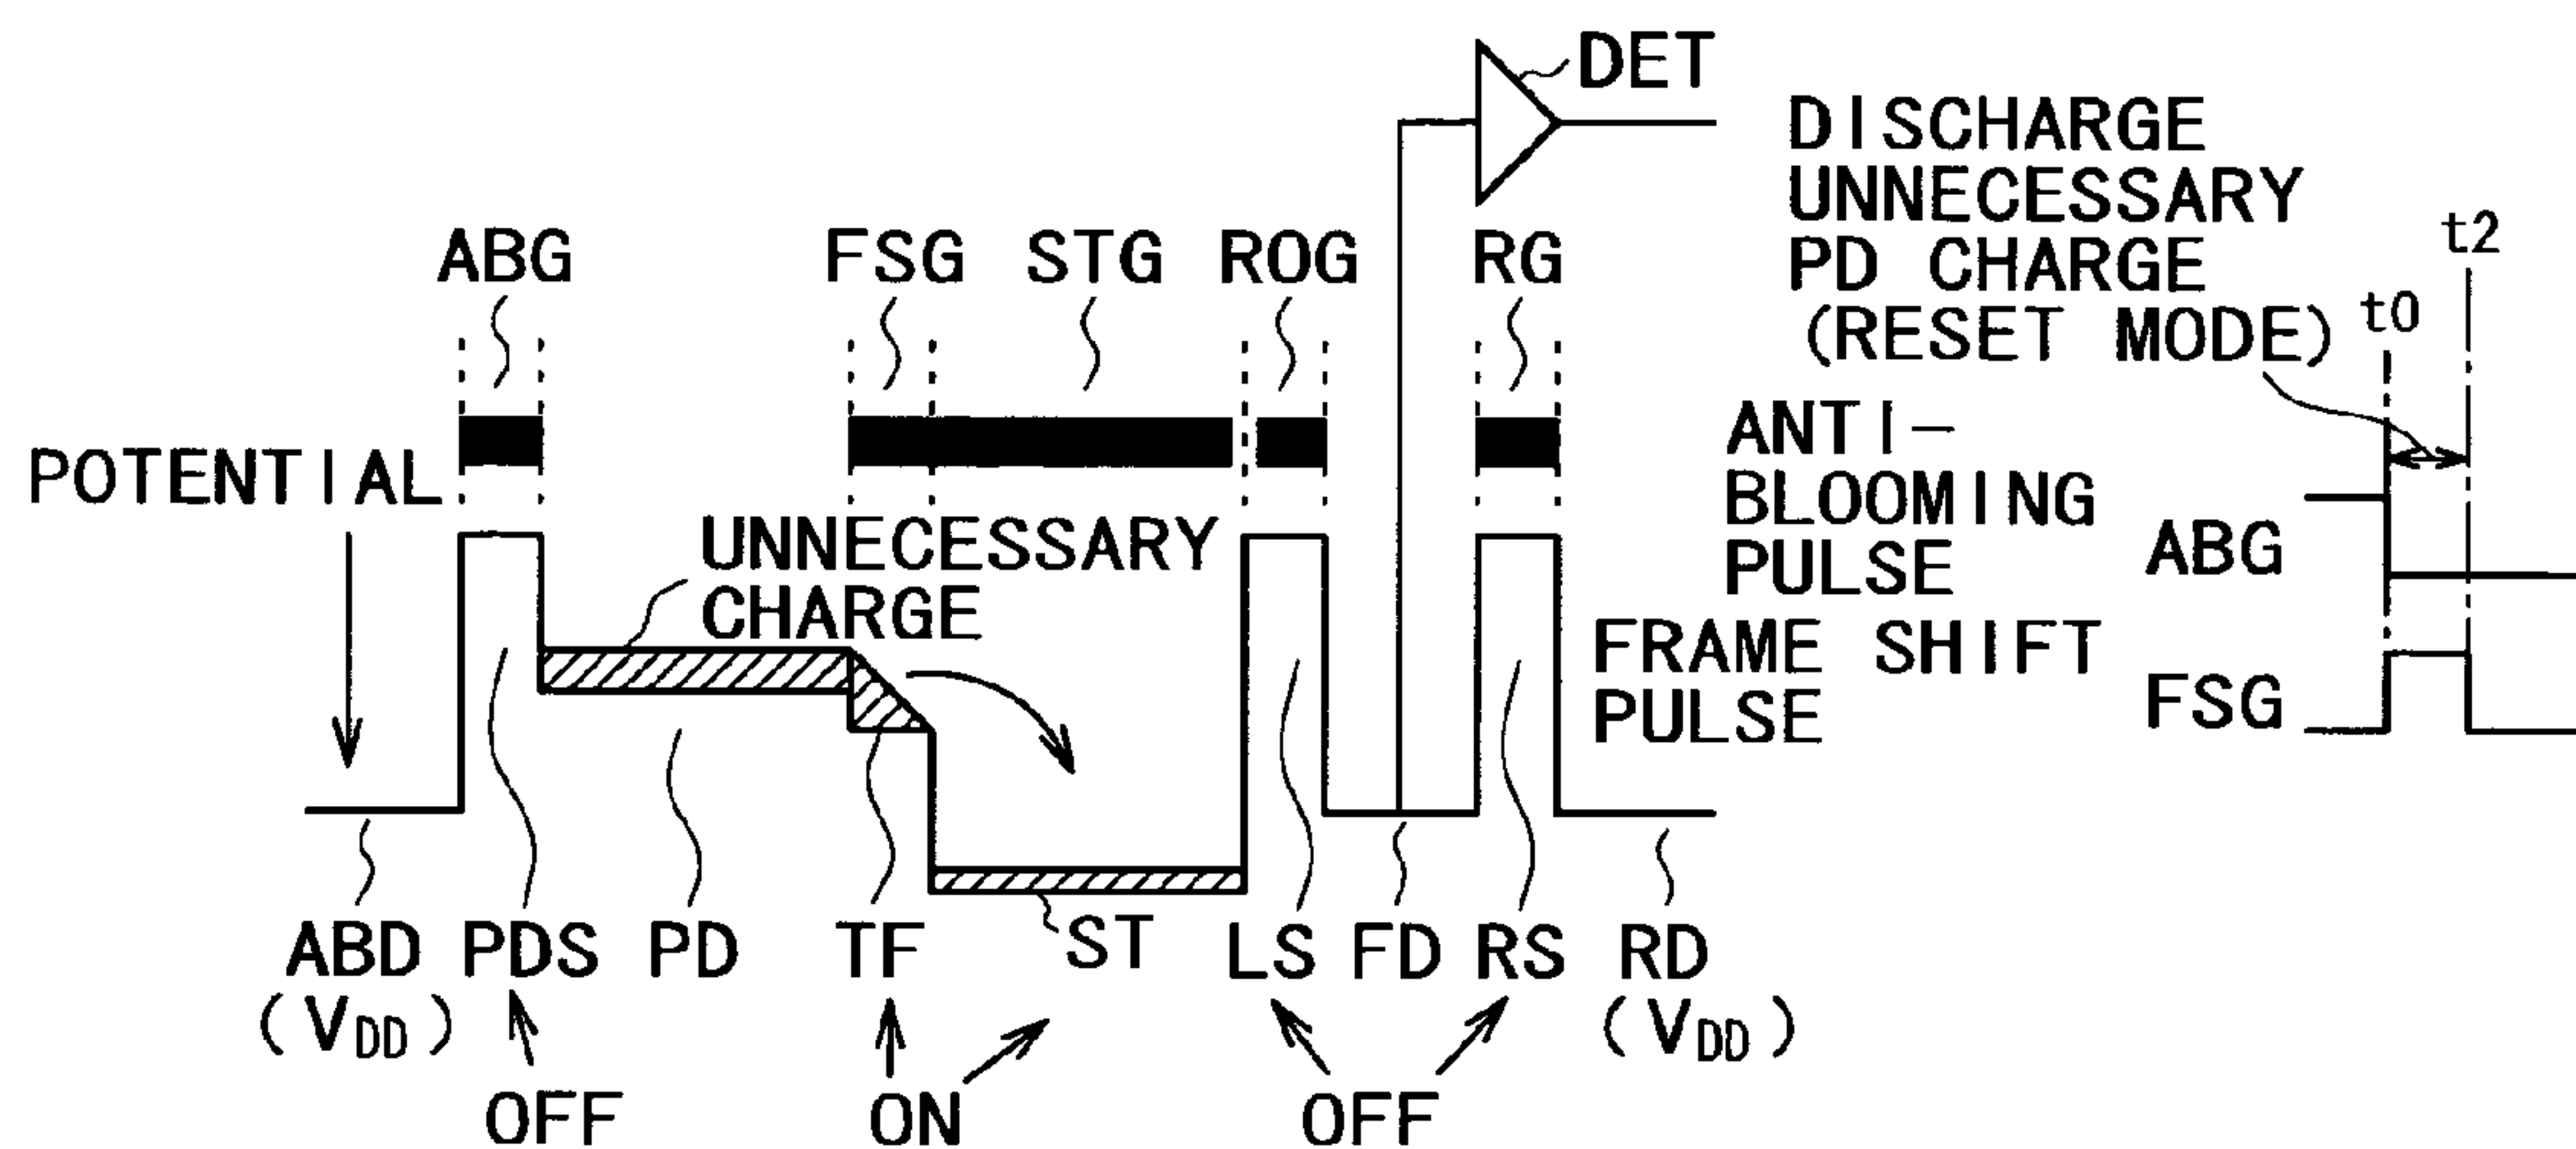 DET
DISCHARGE
UNNECESSARY
PD CHARGE
(RESET MODE)
t0
t2
ABG
FSG
STG
ROG
RG
POTENTIAL
UNNECESSARY
CHARGE
ANTI-
BLOOMING
PULSE
ABG
FRAME SHIFT
PULSE
FSG
ABD
(VDD)
PDS
PD
TF
ST
LS
FD
RS
RD
(VDD)
OFF
ON
OFF